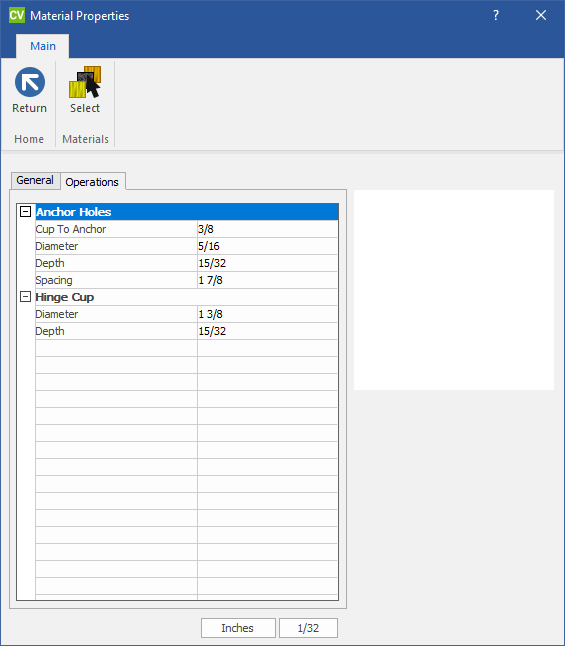 CV Material Properties ?
Main
Return Select
Home Materials
General Operations
Anchor Holes
Cup To Anchor 3/8
Diameter 5/16
Depth 15/32
Spacing 1 7/8
Hinge Cup
Diameter 1 3/8
Depth 15/32
Inches 1/32